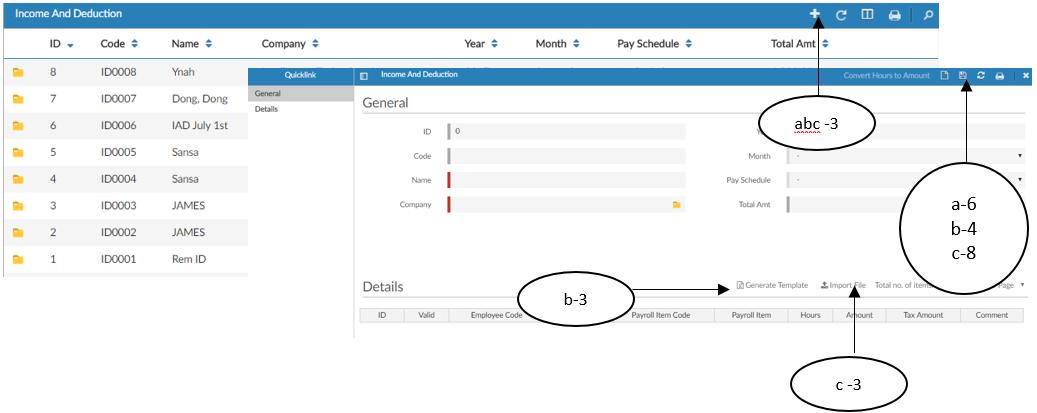 Income And Deduction
ID Code Name Company Year Month Pay Schedule Total Amt
8 ID0008 Ynah
7 ID0007 Dong, Dong
6 ID0006 IAD July 1st
5 ID0005 Sansa
4 ID0004 Sansa
3 ID0003 JAMES
2 ID0002 JAMES
1 ID0001 Rem ID
Quicklink Income And Deduction Convert Hours to Amount
General
Details
General
ID 0
Code Month -
Name Pay Schedule -
Company Total Amt
abc -3
a-6
b-4
c-8
b-3
Details Generate Template Import File Total no. of items Page
ID Valid Employee Code Payroll Item Code Payroll Item Hours Amount Tax Amount Comment
c -3